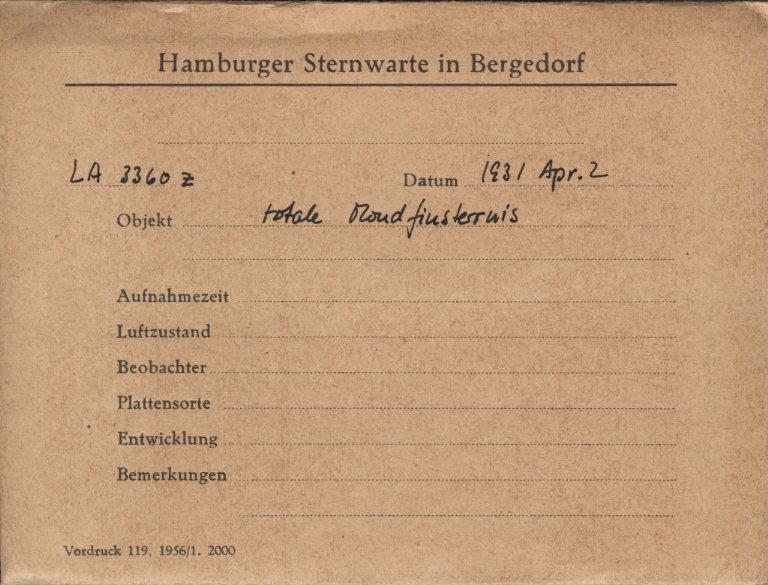 Hamburger Sternwarte in Bergedorf
LA 3360 z Datum 1931 Apr. 2
Objekt totale Mondfinsternis
Aufnahmezeit
Luftzustand
Beobachter
Plattensorte
Entwicklung
Bemerkungen
Vordruck 119. 1956/1. 2000